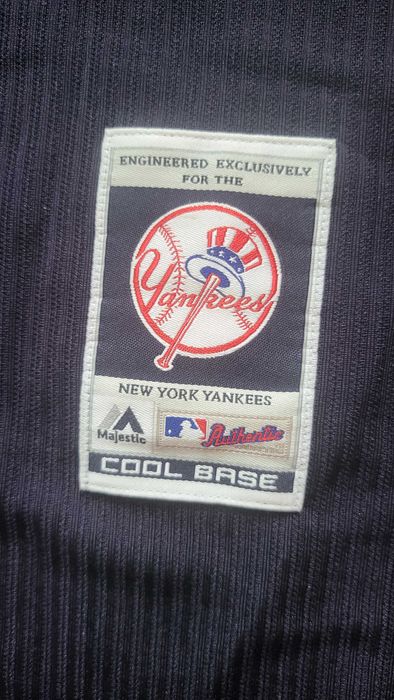 ENGINEERED EXCLUSIVELY
FOR THE
Yankees
NEW YORK YANKEES
Majestic
Authentic
COOL BASE